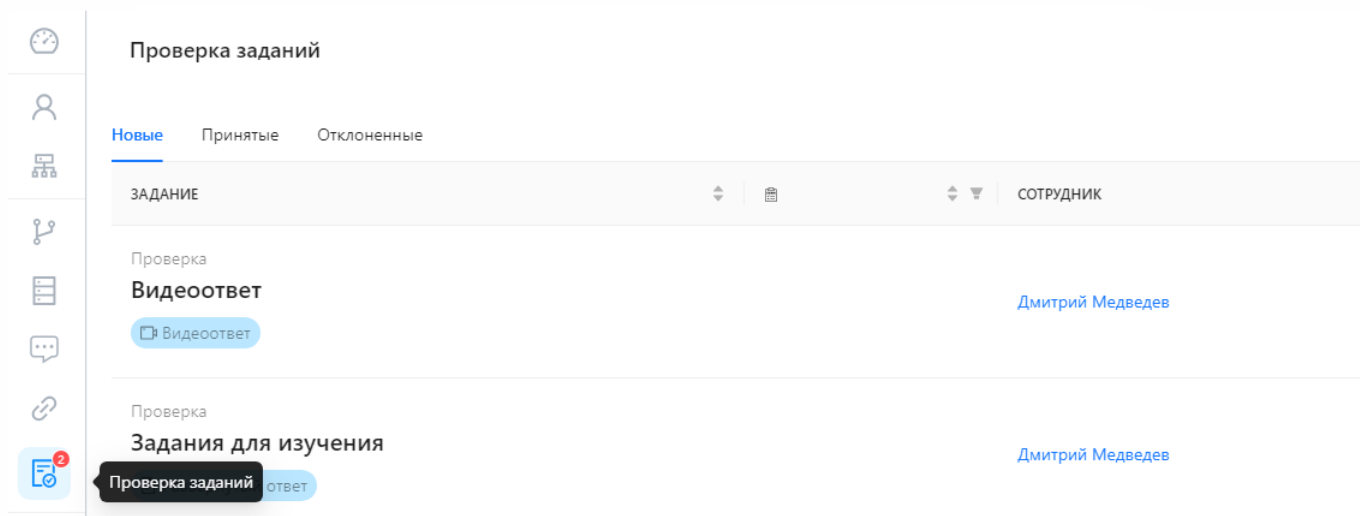 Проверка заданий
Новые Принятые Отклоненные
ЗАДАНИЕ СОТРУДНИК
Проверка
Видеоответ
Дмитрий Медведев
Видеоответ
Проверка
Задания для изучения
Дмитрий Медведев
2
Проверка заданий
ответ